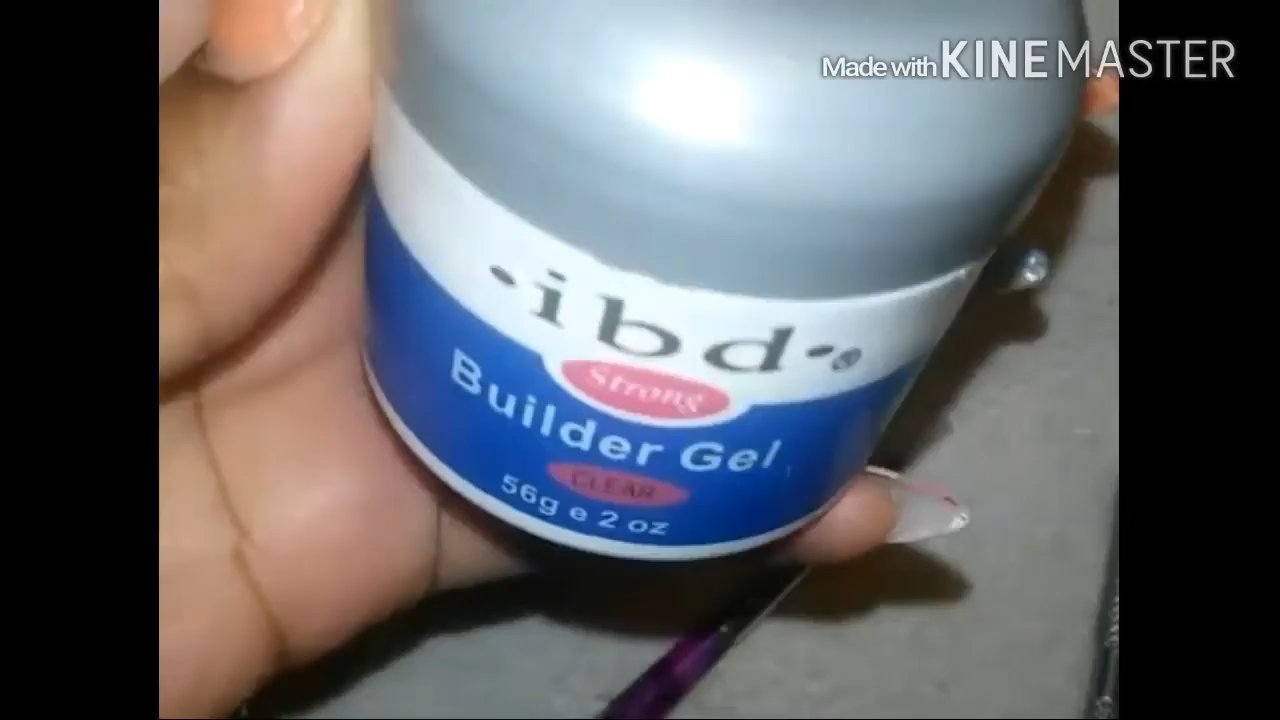 Made with KINEMASTER
•ibd•®
Strong
Builder Gel
CLEAR
56g e 2 oz